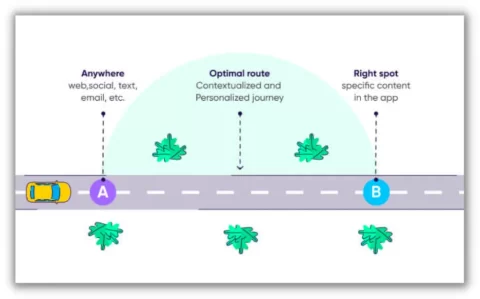 Anywhere
web,social, text,
email, etc.
Optimal route
Contextualized and
Personalized journey
Right spot
specific content
in the app
A
B